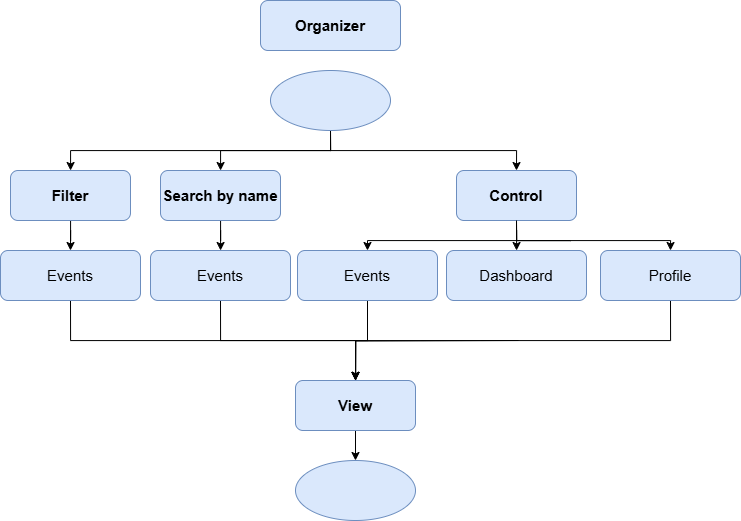 Organizer
Filter
Search by name
Control
Events
Events
Events
Dashboard
Profile
View